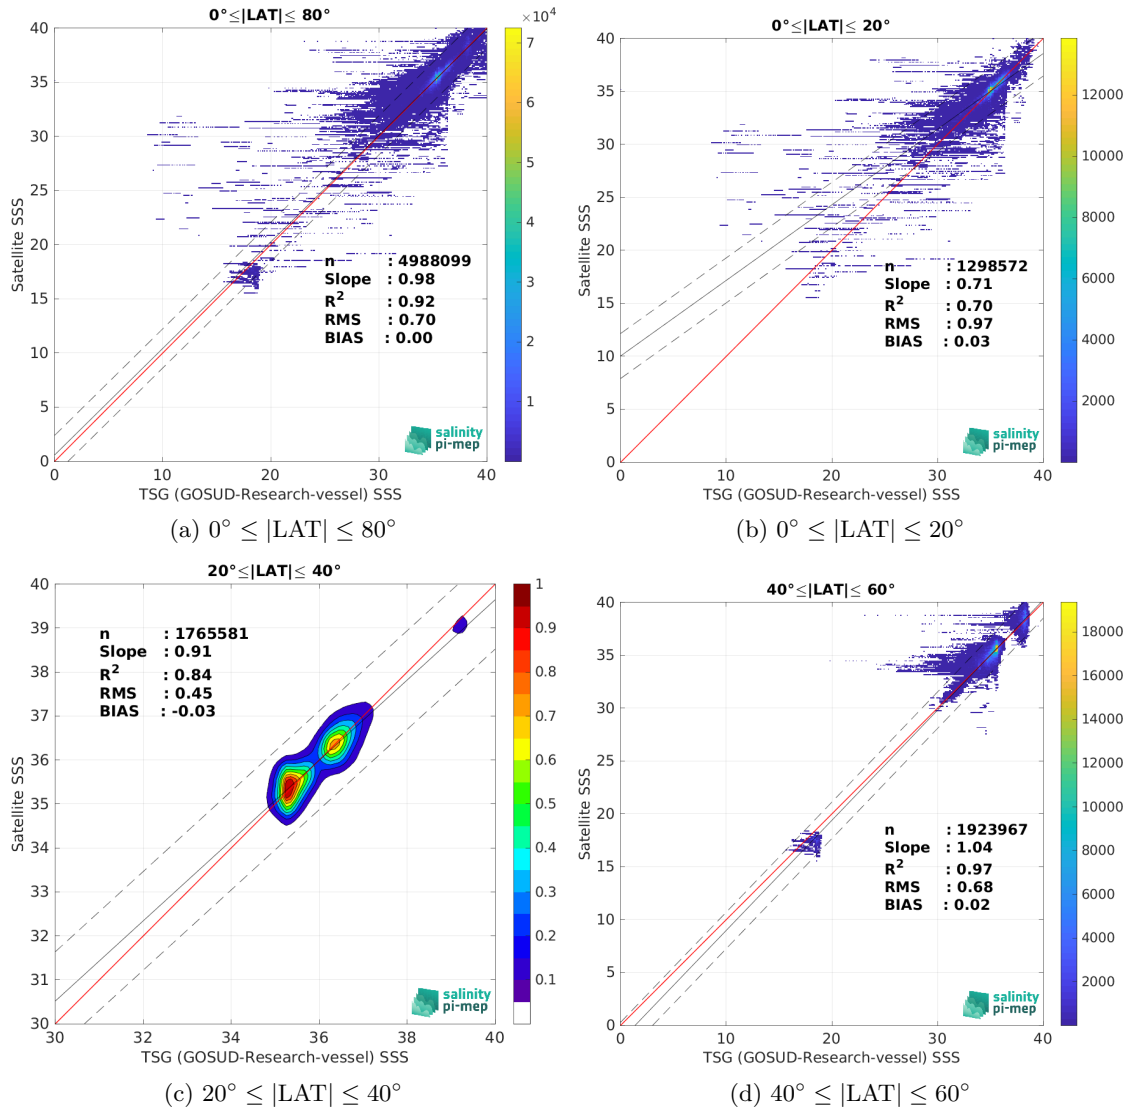 0°≤|LAT|≤ 80°
×10⁴
Satellite SSS
40
35
30
25
20
15
10
5
0
n : 4988099
Slope : 0.98
R² : 0.92
RMS : 0.70
BIAS : 0.00
salinity
pi-mep
0 10 20 30 40
TSG (GOSUD-Research-vessel) SSS
7
6
5
4
3
2
1
(a) 0° ≤ |LAT| ≤ 80°
0°≤|LAT|≤ 20°
Satellite SSS
40
35
30
25
20
15
10
5
0
n : 1298572
Slope : 0.71
R² : 0.70
RMS : 0.97
BIAS : 0.03
salinity
pi-mep
0 10 20 30 40
TSG (GOSUD-Research-vessel) SSS
12000
10000
8000
6000
4000
2000
(b) 0° ≤ |LAT| ≤ 20°
20°≤|LAT|≤ 40°
Satellite SSS
40
39
38
37
36
35
34
33
32
31
30
n : 1765581
Slope : 0.91
R² : 0.84
RMS : 0.45
BIAS : -0.03
salinity
pi-mep
30 32 34 36 38 40
TSG (GOSUD-Research-vessel) SSS
1
0.9
0.8
0.7
0.6
0.5
0.4
0.3
0.2
0.1
(c) 20° ≤ |LAT| ≤ 40°
40°≤|LAT|≤ 60°
Satellite SSS
40
35
30
25
20
15
10
5
0
n : 1923967
Slope : 1.04
R² : 0.97
RMS : 0.68
BIAS : 0.02
salinity
pi-mep
0 10 20 30 40
TSG (GOSUD-Research-vessel) SSS
18000
16000
14000
12000
10000
8000
6000
4000
2000
(d) 40° ≤ |LAT| ≤ 60°